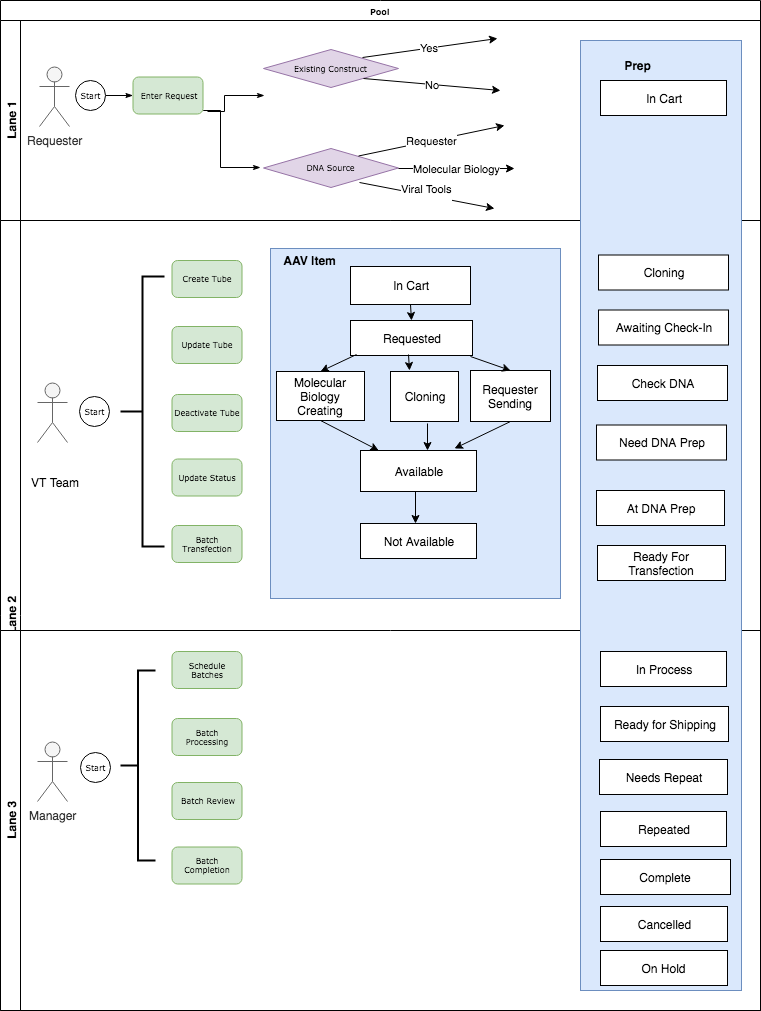 Pool
Lane 1
Requester
Start
Enter Request
Existing Construct
Yes
No
DNA Source
Requester
Molecular Biology
Viral Tools
Prep
In Cart
Lane 2
VT Team
Start
Create Tube
Update Tube
Deactivate Tube
Update Status
Batch
Transfection
AAV Item
In Cart
Requested
Molecular
Biology
Creating
Cloning
Requester
Sending
Available
Not Available
Cloning
Awaiting Check-In
Check DNA
Need DNA Prep
At DNA Prep
Ready For
Transfection
Lane 3
Manager
Start
Schedule
Batches
Batch
Processing
Batch Review
Batch
Completion
In Process
Ready for Shipping
Needs Repeat
Repeated
Complete
Cancelled
On Hold